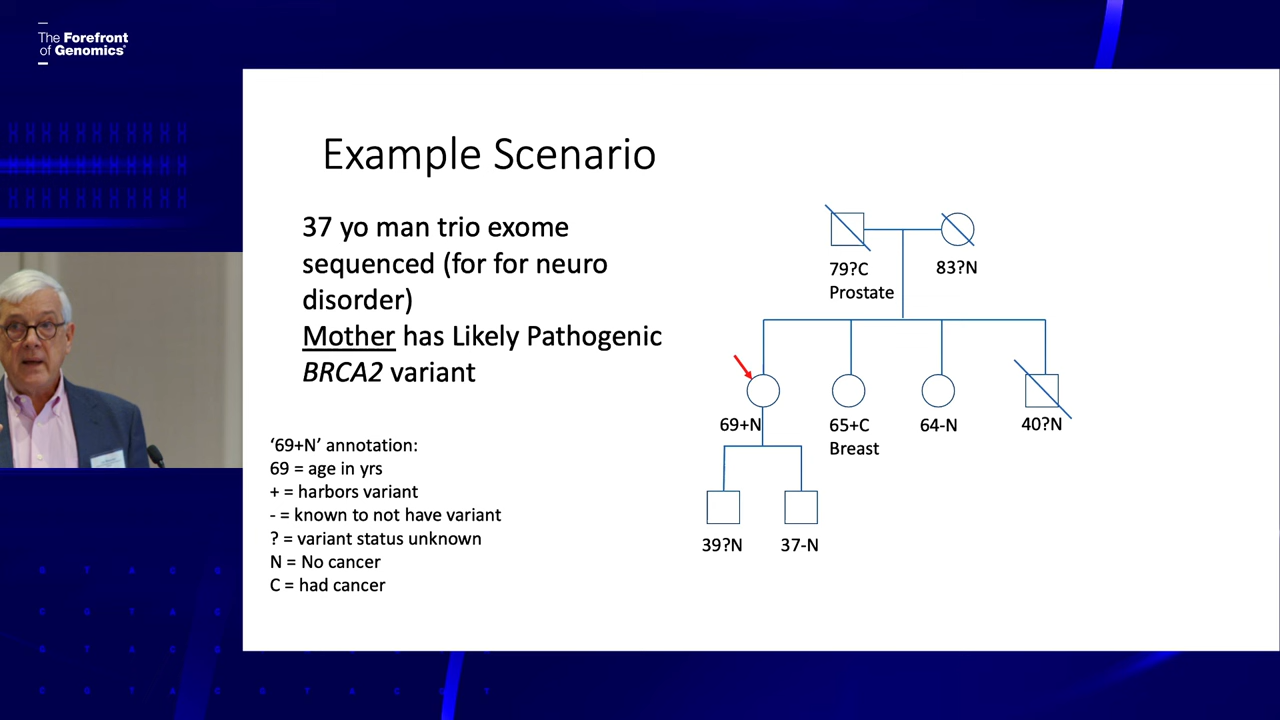 The Forefront
of Genomics
Example Scenario
37 yo man trio exome
sequenced (for for neuro
disorder)
Mother has Likely Pathogenic
BRCA2 variant
‘69+N’ annotation:
69 = age in yrs
+ = harbors variant
- = known to not have variant
? = variant status unknown
N = No cancer
C = had cancer
79?C
Prostate
83?N
69+N
65+C
Breast
64-N
40?N
39?N
37-N